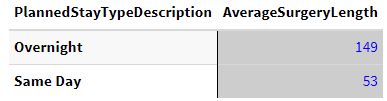 PlannedStayTypeDescription AverageSurgeryLength
Overnight 149
Same Day 53